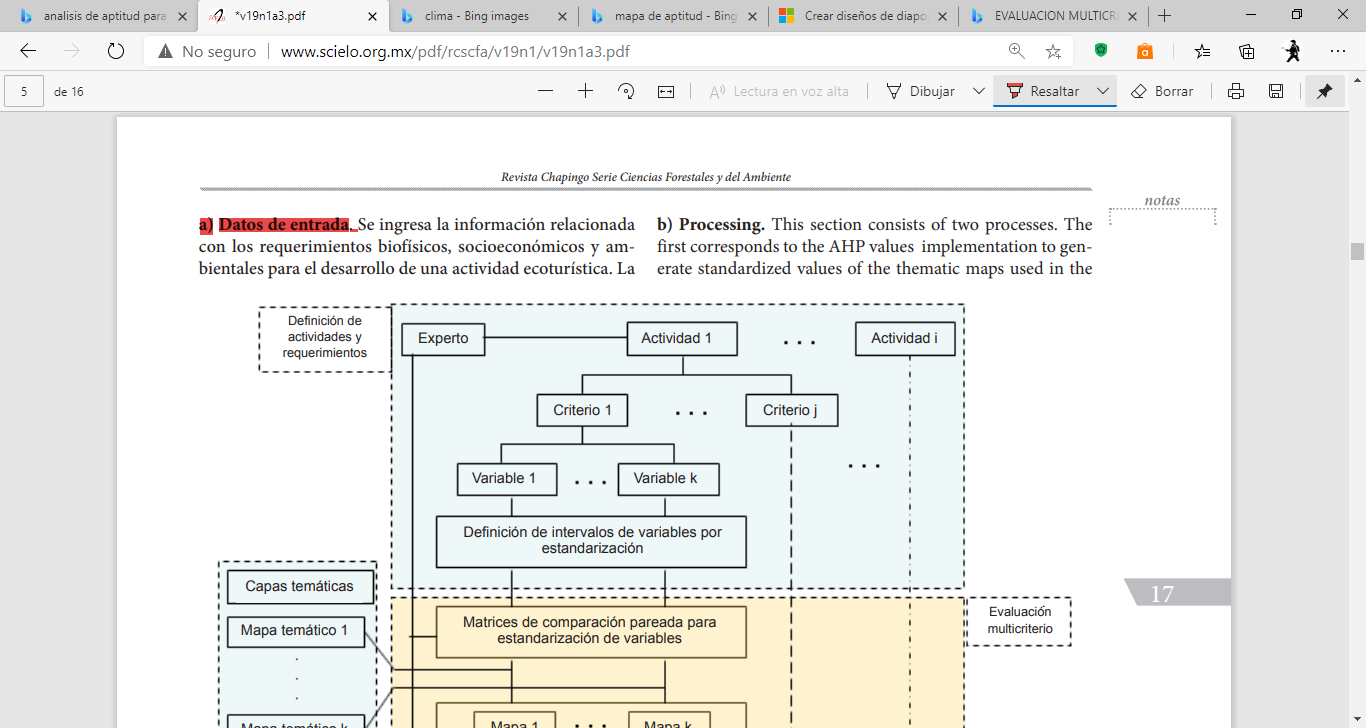 analisis de aptitud para
*v19n1a3.pdf
clima - Bing images
mapa de aptitud - Bing
Crear diseños de diapo
EVALUACION MULTICRI
No seguro
www.scielo.org.mx/pdf/rcscfa/v19n1/v19n1a3.pdf
5 de 16
Lectura en voz alta
Dibujar
Resaltar
Borrar
Revista Chapingo Serie Ciencias Forestales y del Ambiente
notas
a) Datos de entrada. Se ingresa la información relacionada
con los requerimientos biofísicos, socioeconómicos y am-
bientales para el desarrollo de una actividad ecoturística. La
b) Processing. This section consists of two processes. The
first corresponds to the AHP values implementation to gen-
erate standardized values of the thematic maps used in the
Definición de
actividades y
requerimientos
Experto
Actividad 1
. . .
Actividad i
Criterio 1
. . .
Criterio j
. . .
Variable 1
. . .
Variable k
Definición de intervalos de variables por
estandarización
Capas temáticas
Mapa temático 1
.
.
.
Mapa temático k
17
Evaluación
multicriterio
Matrices de comparación pareada para
estandarización de variables
Mapa 1
. . .
Mapa k